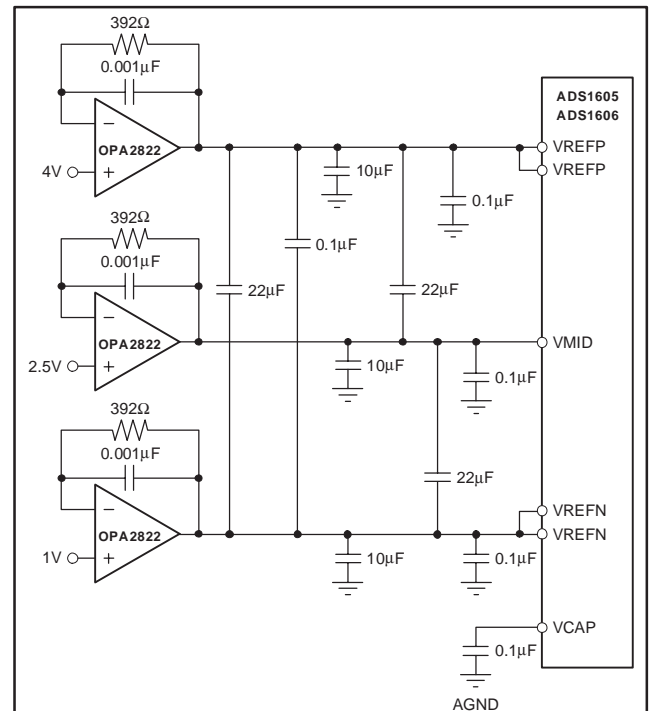 392Ω
0.001µF
OPA2822
4V
392Ω
0.001µF
OPA2822
2.5V
392Ω
0.001µF
OPA2822
1V
22µF
0.1µF
10µF
22µF
0.1µF
10µF
0.1µF
22µF
10µF
0.1µF
ADS1605
ADS1606
VREFP
VREFP
VMID
VREFN
VREFN
VCAP
0.1µF
AGND